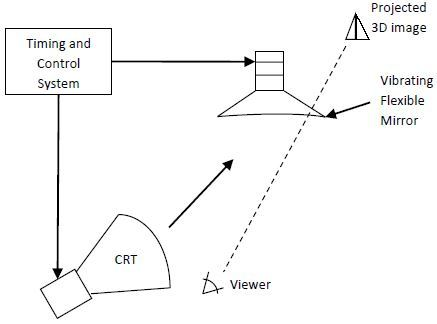 Projected
3D image
Timing and
Control
System
Vibrating
Flexible
Mirror
CRT
Viewer